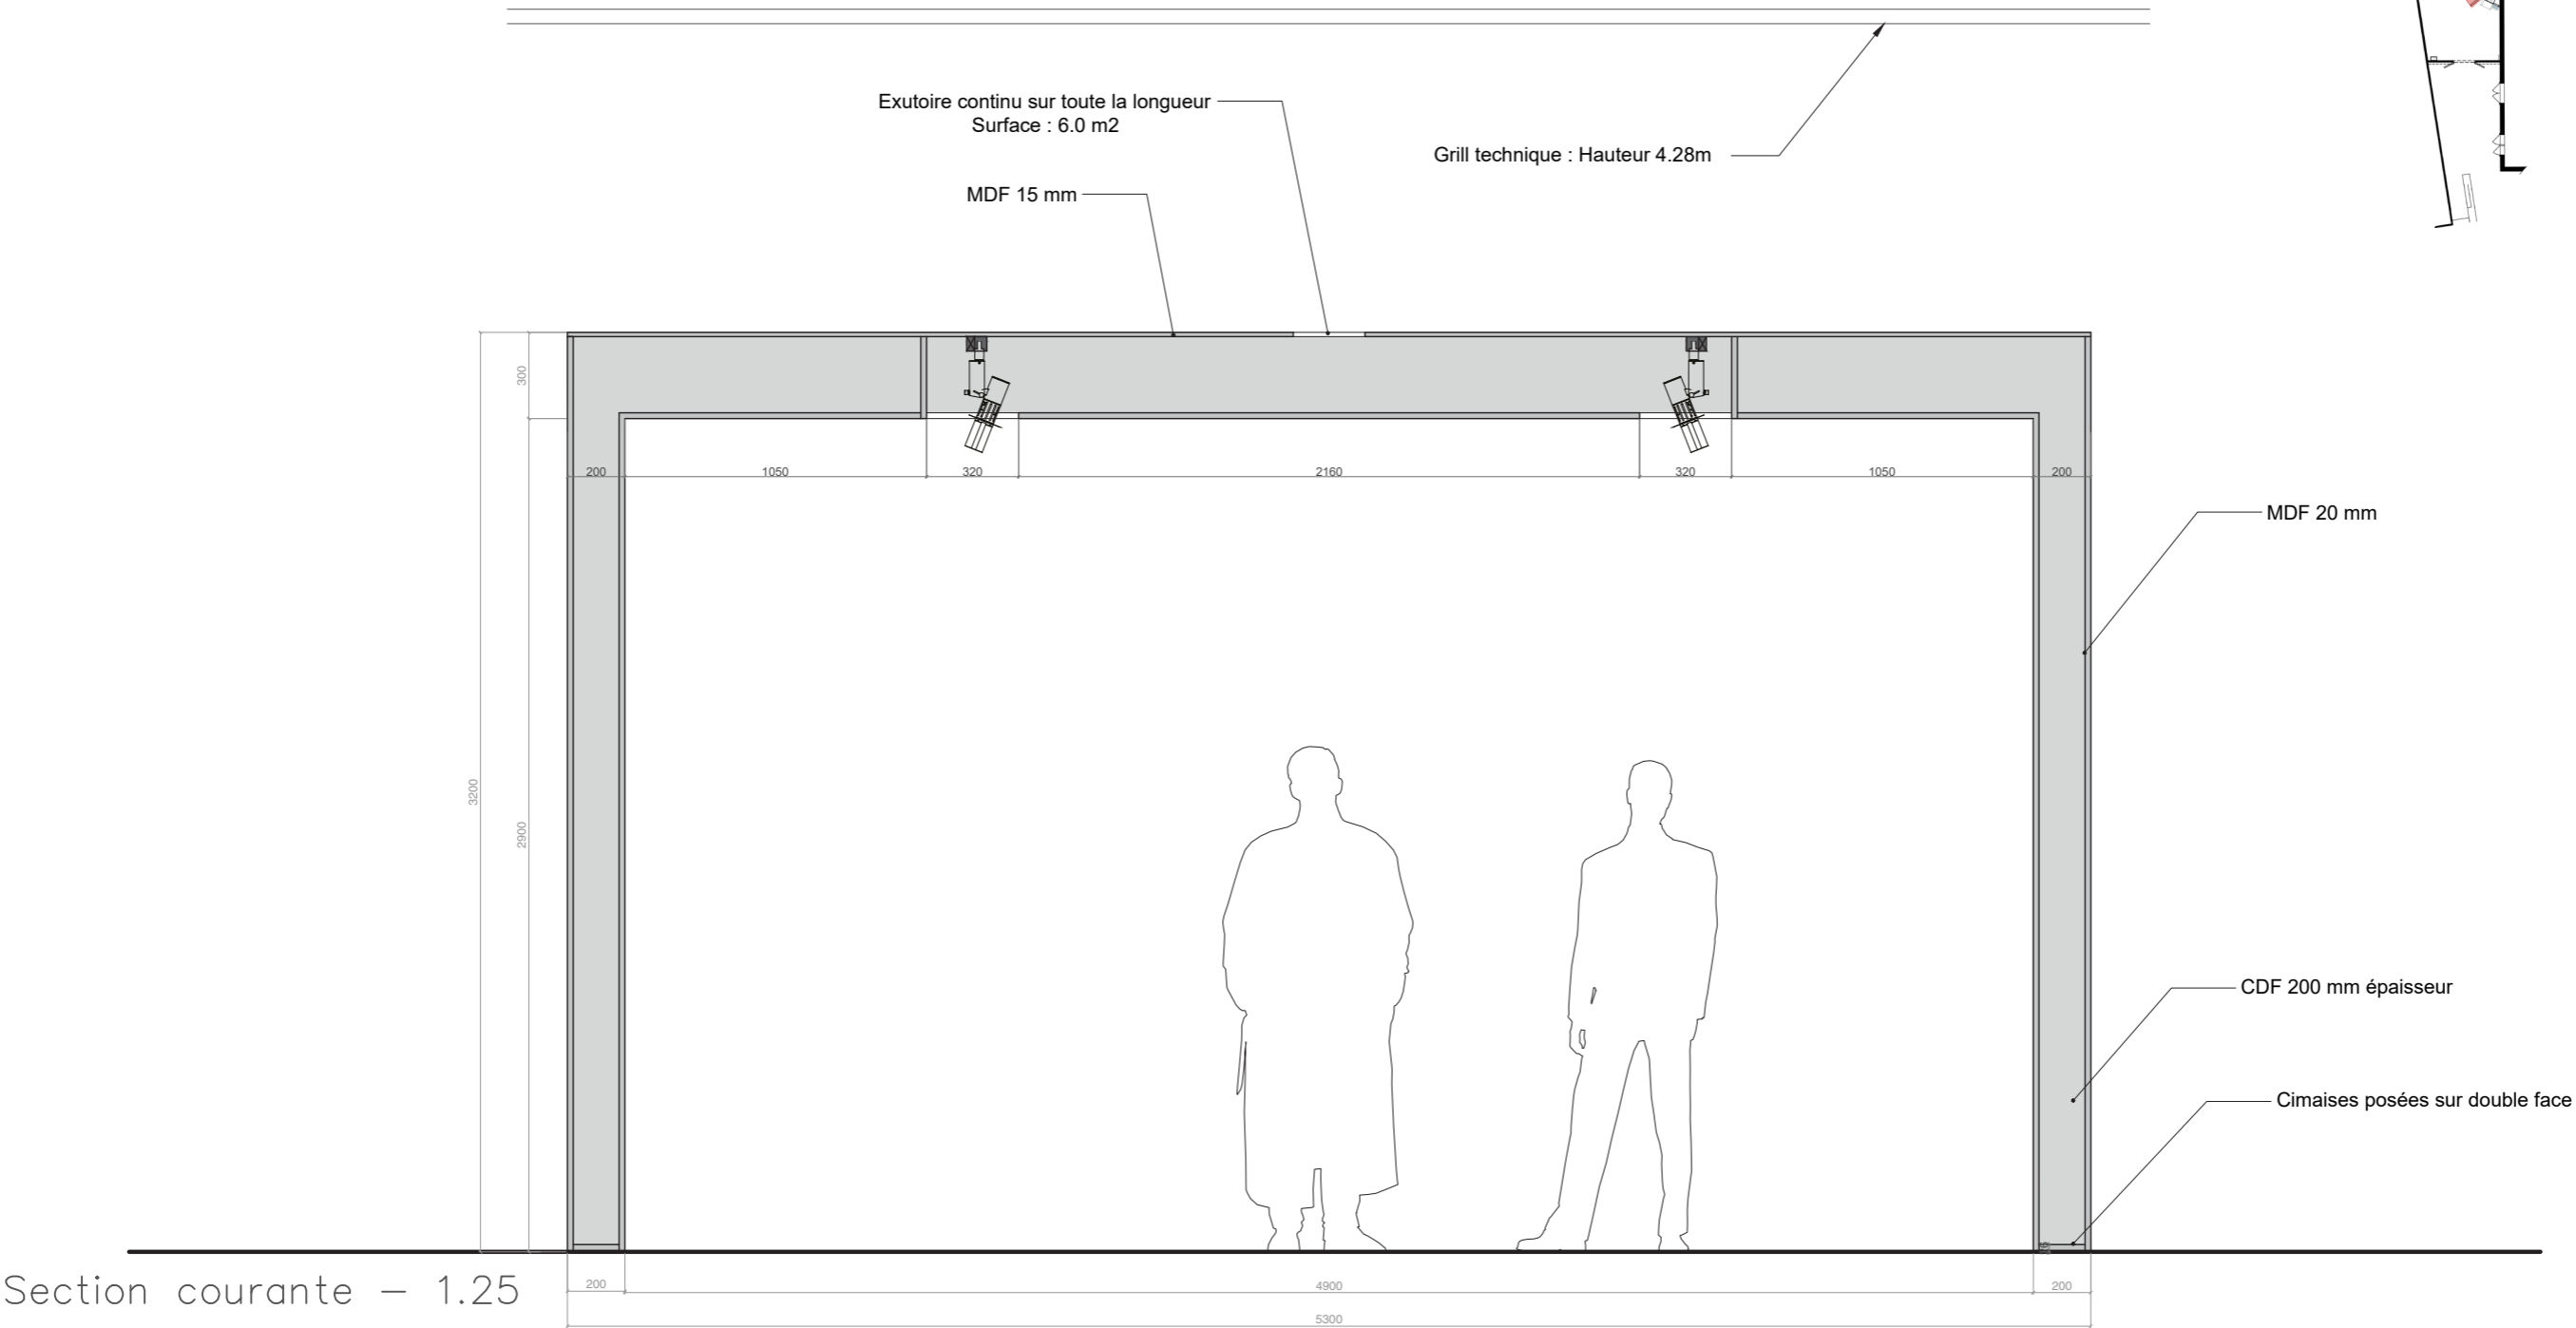 Exutoire continu sur toute la longueur
Surface : 6.0 m2
Grill technique : Hauteur 4.28m
MDF 15 mm
300
200
1050
320
2160
320
1050
200
MDF 20 mm
3200
2900
CDF 200 mm épaisseur
Cimaises posées sur double face
Section courante – 1.25
200
4900
200
5300